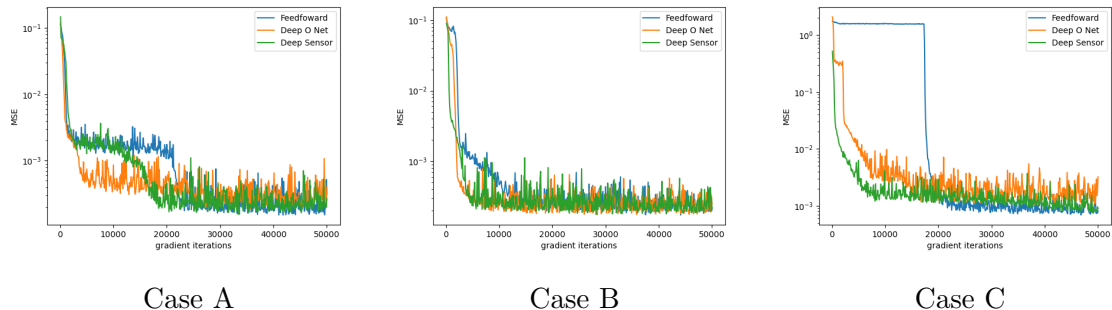 10⁻¹
10⁻²
10⁻³
MSE
0
10000
20000
30000
40000
50000
gradient iterations
Feedfoward
Deep O Net
Deep Sensor
Case A
10⁻¹
10⁻²
10⁻³
MSE
0
10000
20000
30000
40000
50000
gradient iterations
Feedfoward
Deep O Net
Deep Sensor
Case B
10⁰
10⁻¹
10⁻²
10⁻³
MSE
0
10000
20000
30000
40000
50000
gradient iterations
Feedfoward
Deep O Net
Deep Sensor
Case C